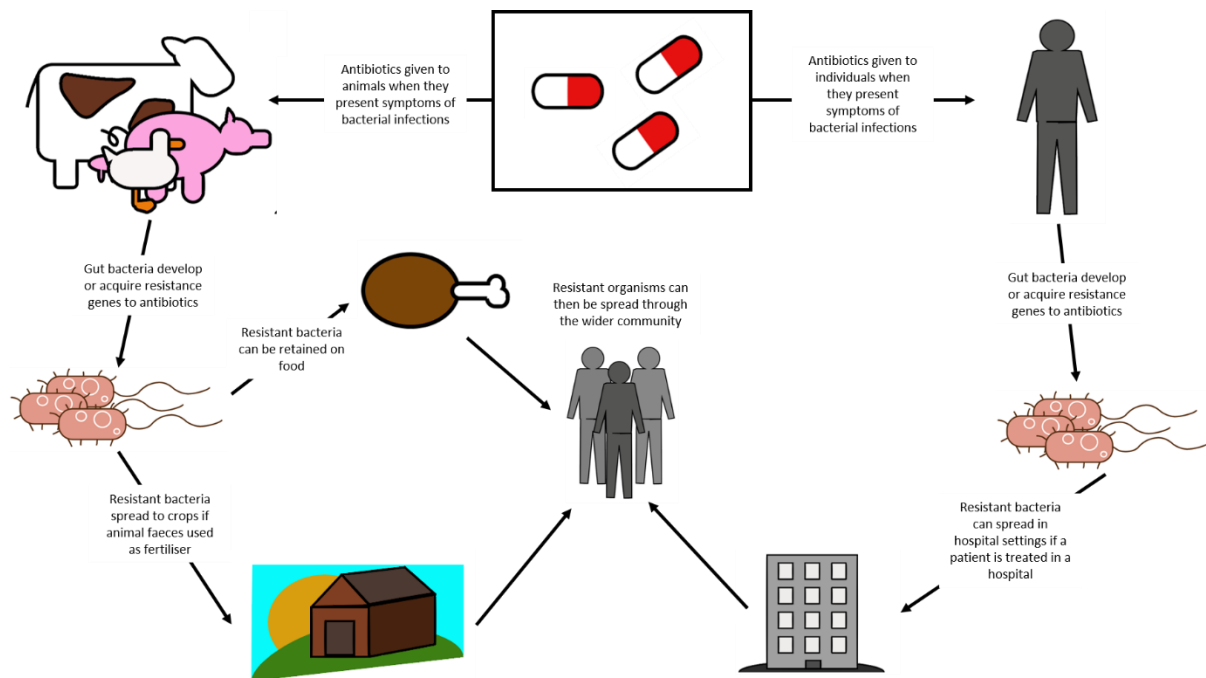 Antibiotics given to
animals when they
present symptoms of
bacterial infections
Antibiotics given to
individuals when
they present
symptoms of
bacterial infections
Gut bacteria develop
or acquire resistance
genes to antibiotics
Resistant bacteria
can be retained on
food
Resistant organisms can
then be spread through
the wider community
Gut bacteria develop
or acquire resistance
genes to antibiotics
Resistant bacteria
spread to crops if
animal faeces used
as fertiliser
Resistant bacteria
can spread in
hospital settings if a
patient is treated in a
hospital